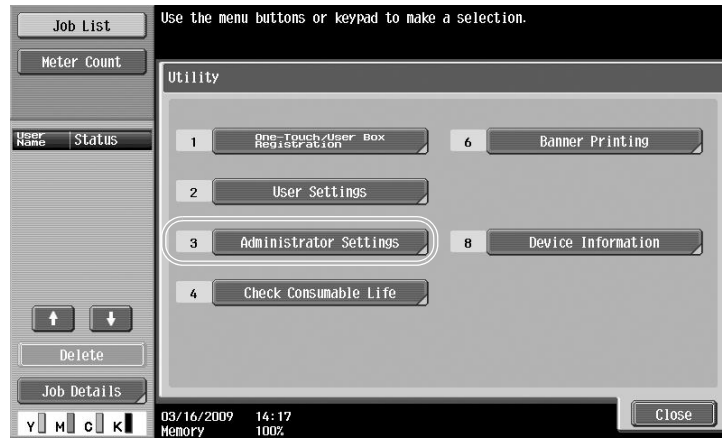 Job List
Use the menu buttons or keypad to make a selection.
Meter Count
Utility
User Name Status
1 One-Touch/User Box Registration
6 Banner Printing
2 User Settings
3 Administrator Settings
8 Device Information
4 Check Consumable Life
Delete
Job Details
Close
Y M C K
03/16/2009 14:17
Memory 100%